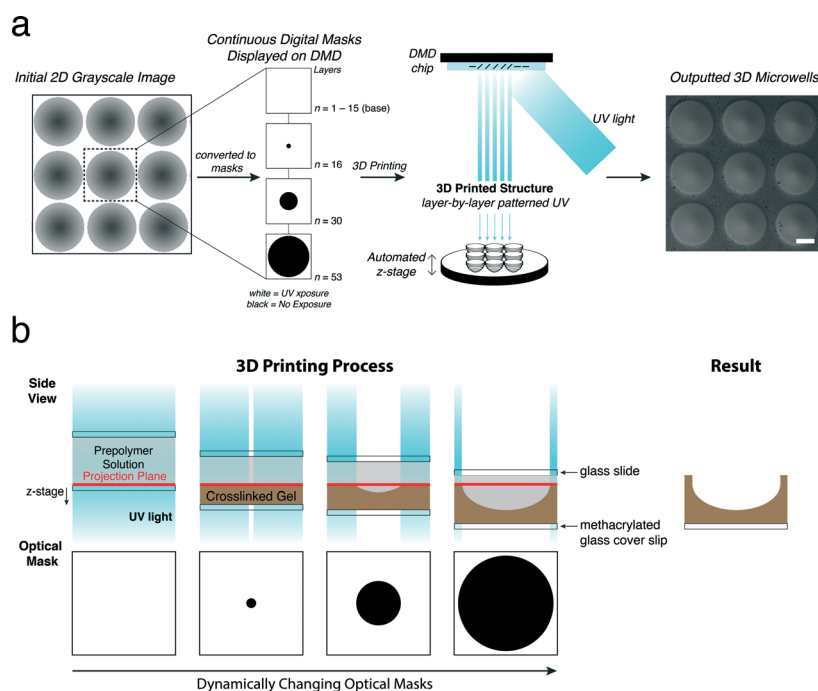 a
Initial 2D Grayscale Image
Continuous Digital Masks
Displayed on DMD
Layers
n = 1 – 15 (base)
n = 16
n = 30
n = 53
white = UV xposure
black = No Exposure
converted to
masks
3D Printing
DMD
chip
UV light
3D Printed Structure
layer-by-layer patterned UV
Automated
z-stage
Outputted 3D Microwells
b
3D Printing Process
Result
Side
View
Prepolymer
Solution
Projection Plane
z-stage
UV light
Crosslinked Gel
glass slide
methacrylated
glass cover slip
Optical
Mask
Dynamically Changing Optical Masks